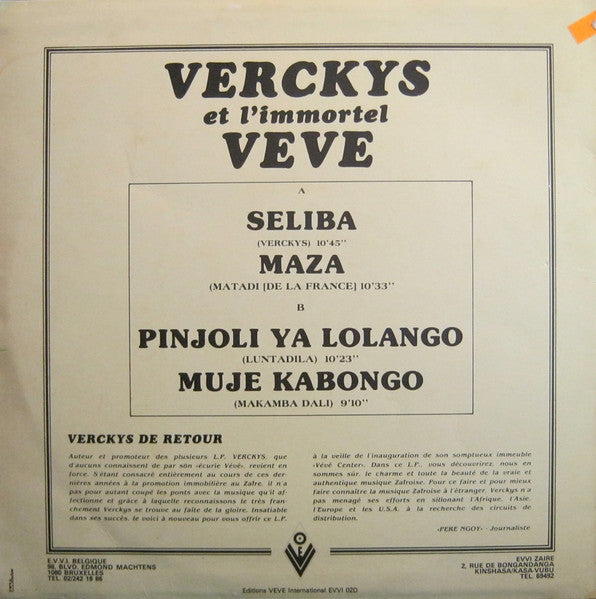 VERCKYS
et l'immortel
VEVE
A
SELIBA
(VERCKYS) 10'45''
MAZA
(MATADI [DE LA FRANCE] 10'33''
B
PINJOLI YA LOLANGO
(LUNTADILA) 10'23''
MUJE KABONGO
(MAKAMBA DALI) 9'10''
VERCKYS DE RETOUR
Auteur et promoteur des plusieurs L.P. VERCKYS, que
d'aucuns connaissent de par son «écurie Vévé», revient en
force. S'étant consacré entièrement au cours de ces der-
nières années à la promotion immobilière au Zaïre, il n'a
pas pour autant coupé les ponts avec la musique qu'il af-
fectionne et grâce à laquelle reconnaissons le très fran-
chement Verckys se trouve au faîte de la gloire. Insatiable
dans ses succès, le voici à nouveau pour vous offrir ce L.P.
à la veille de l'inauguration de son somptueux immeuble
«Vévé Center». Dans ce L.P., vous découvrirez, nous en
sommes sûr, le charme et toute la beauté de la vraie et
authentique musique Zaïroise. Pour ce faire et pour mieux
faire connaître la musique Zaïroise à l'étranger, Verckys n'a
pas menagé ses efforts en sillonant l'Afrique, l'Asie,
l'Europe et les U.S.A. à la recherche des circuits de
distribution.
«PERE NGOY» - Journaliste
E.V.V.I. BELGIQUE
98, BLVD. EDMOND MACHTENS
1080 BRUXELLES
TEL. 02/242 18 86
VEVE
EVVI ZAIRE
2, RUE DE BONGANDANGA
KINSHASA/KASA-VUBU
TEL. 69492
Editions VEVE International EVVI 02D